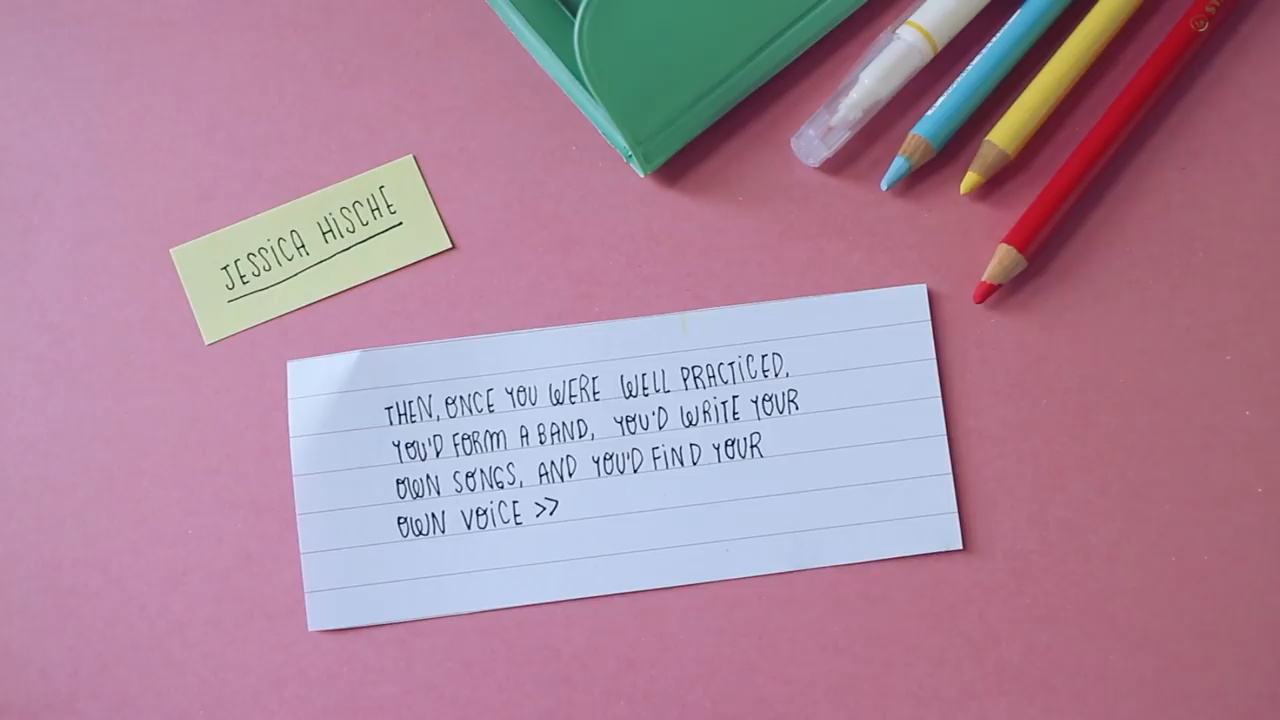 JESSiCA HiSCHE
THEN, ONCE YOU WERE WELL PRACTiCED,
YOU'D FORM A BAND, YOU'D WRiTE YOUR
OWN SONGS, AND YOU'D FiND YOUR
OWN VOiCE >>